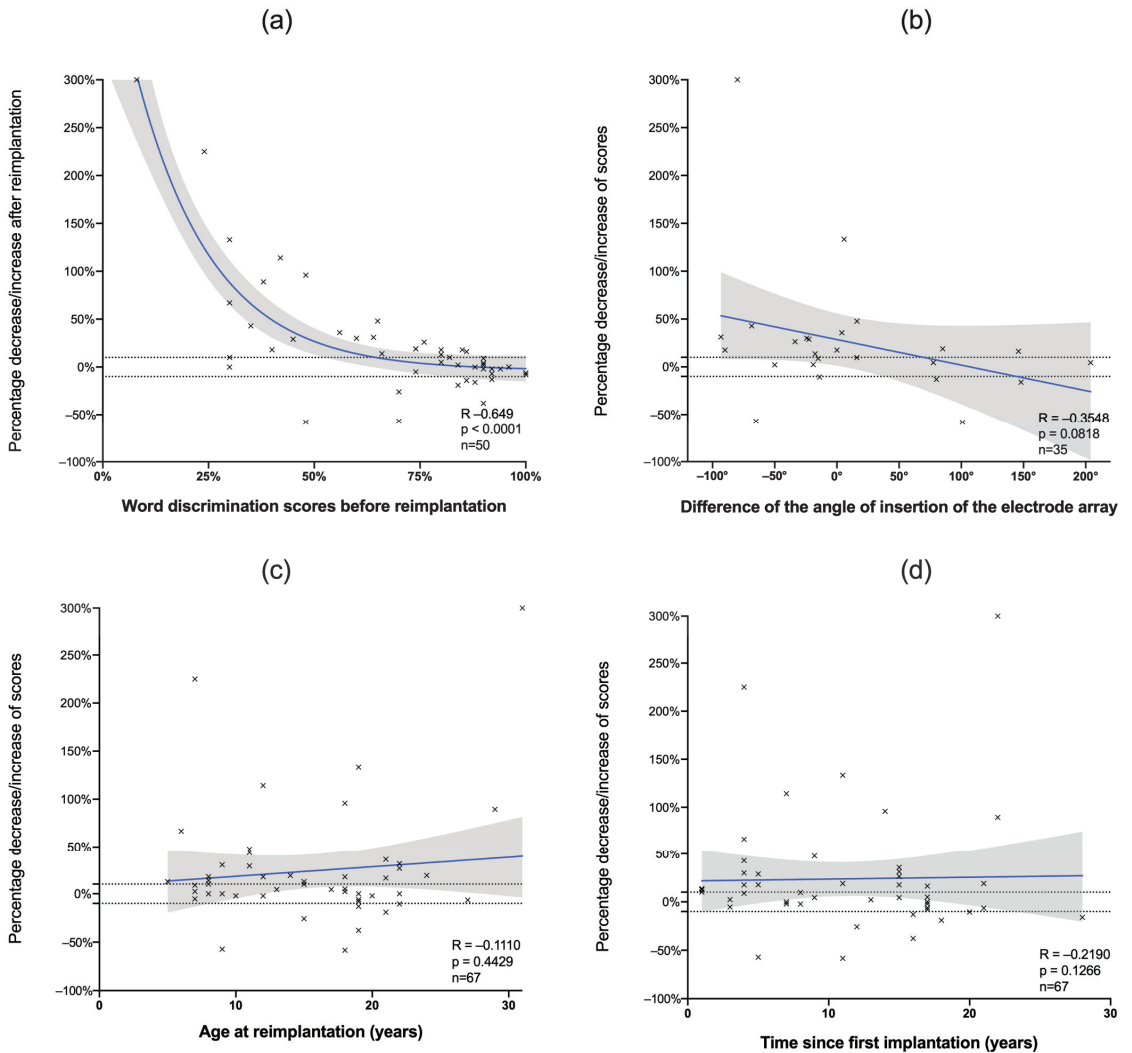 (a)
Percentage decrease/increase after reimplantation
300%
250%
200%
150%
100%
50%
0%
–50%
–100%
R –0.649
p < 0.0001
n=50
0%
25%
50%
75%
100%
Word discrimination scores before reimplantation
(b)
Percentage decrease/increase of scores
300%
250%
200%
150%
100%
50%
0%
–50%
–100%
R = –0.3548
p = 0.0818
n=35
–100°
–50°
0°
50°
100°
150°
200°
Difference of the angle of insertion of the electrode array
(c)
Percentage decrease/increase of scores
300%
250%
200%
150%
100%
50%
0%
–50%
–100%
R = –0.1110
p = 0.4429
n=67
0
10
20
30
Age at reimplantation (years)
(d)
Percentage decrease/increase of scores
300%
250%
200%
150%
100%
50%
0%
–50%
–100%
R = –0.2190
p = 0.1266
n=67
0
10
20
30
Time since first implantation (years)